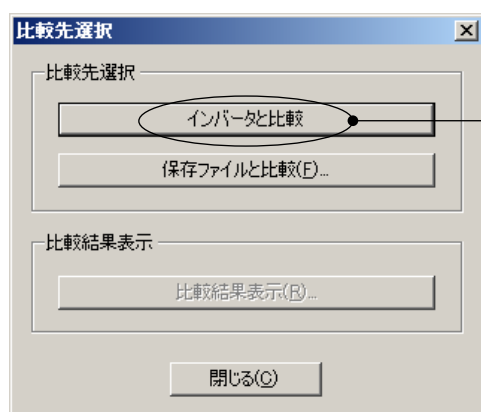 比較先選択
比較先選択
インバータと比較
保存ファイルと比較(F)...
比較結果表示
比較結果表示(R)...
閉じる(C)